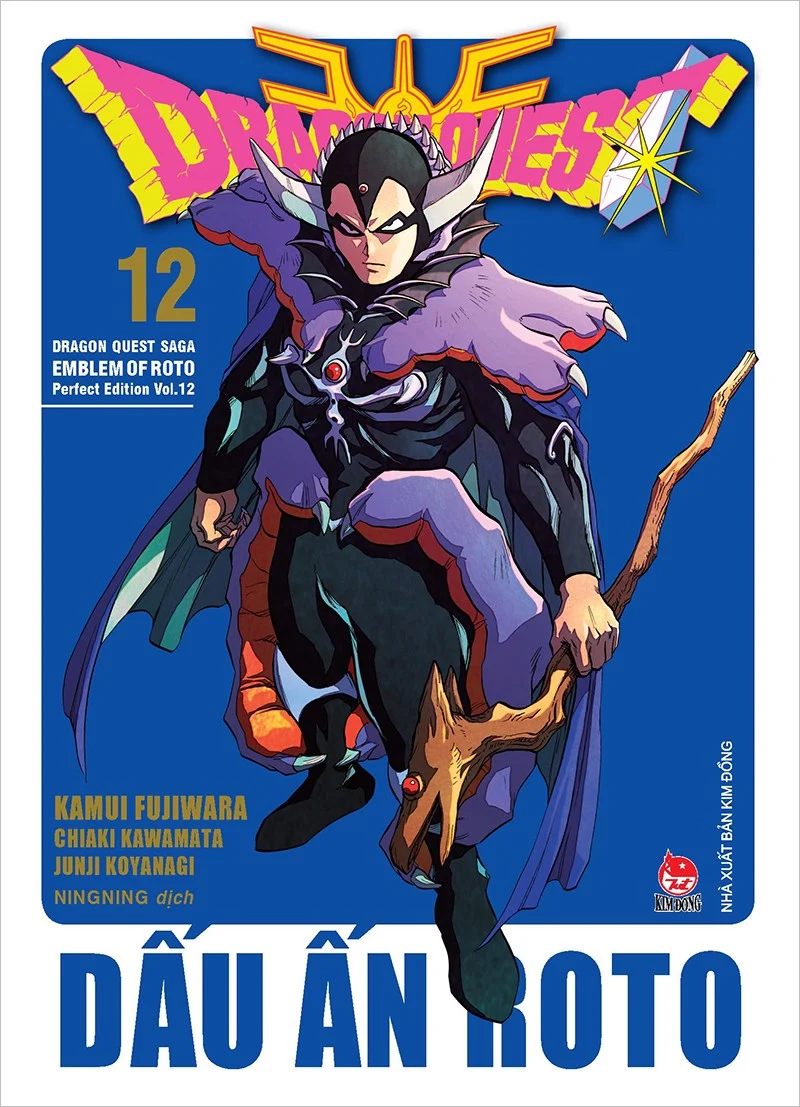 DRAGON QUEST
12
DRAGON QUEST SAGA
EMBLEM OF ROTO
Perfect Edition Vol.12
KAMUI FUJIWARA
CHIAKI KAWAMATA
JUNJI KOYANAGI
NINGNING dịch
NHÀ XUẤT BẢN KIM ĐỒNG
KIM ĐỒNG
DẤU ẤN ROTO